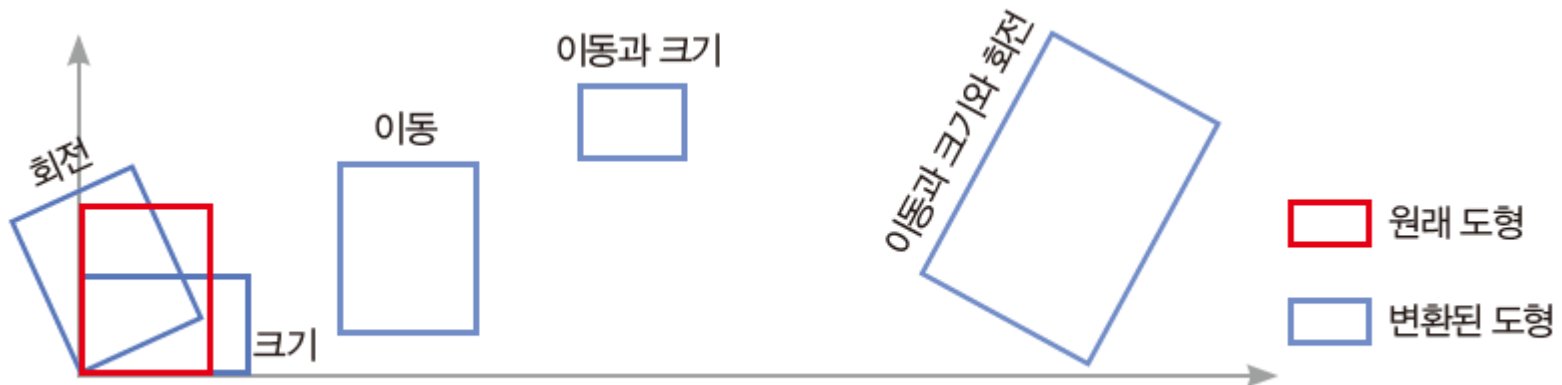 회전
크기
이동
이동과 크기
이동과 크기와 회전
원래 도형
변환된 도형